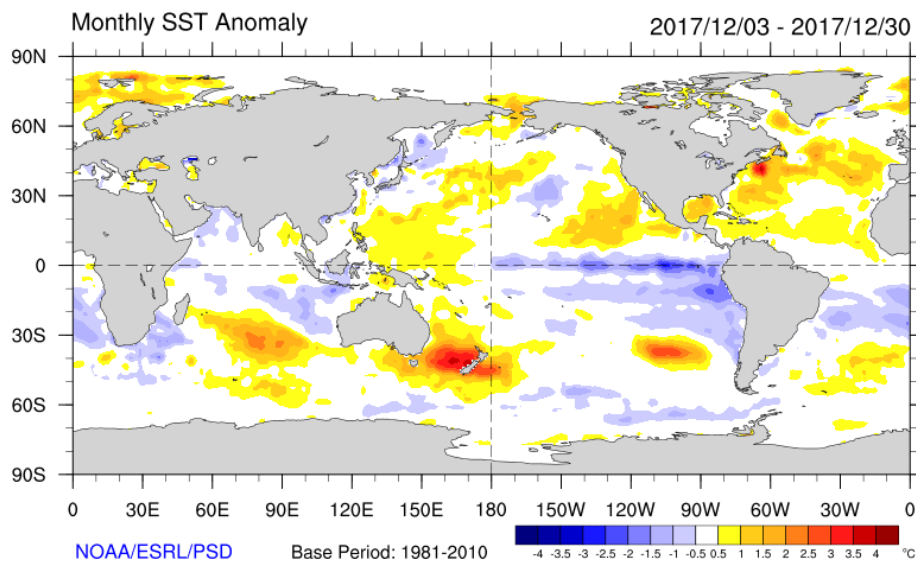 Monthly SST Anomaly 2017/12/03 - 2017/12/30
90N
60N
30N
0
30S
60S
90S
0 30E 60E 90E 120E 150E 180 150W 120W 90W 60W 30W 0
-4 -3.5 -3 -2.5 -2 -1.5 -1 -0.5 0.5 1 1.5 2 2.5 3 3.5 4 °C
NOAA/ESRL/PSD Base Period: 1981-2010